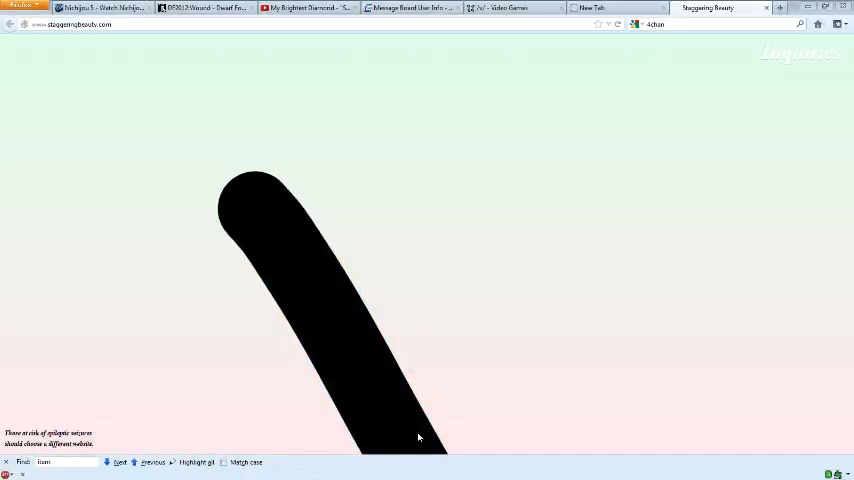 Firefox
Nichijou 5 - Watch Nichijo...
DF2012:Wound - Dwarf Fo...
My Brightest Diamond - "S...
Message Board User Info - ...
/v/ - Video Games
New Tab
Staggering Beauty
www.staggeringbeauty.com
4chan
Inquiries
Those at risk of epileptic seizures
should choose a different website.
Find: item Next Previous Highlight all Match case